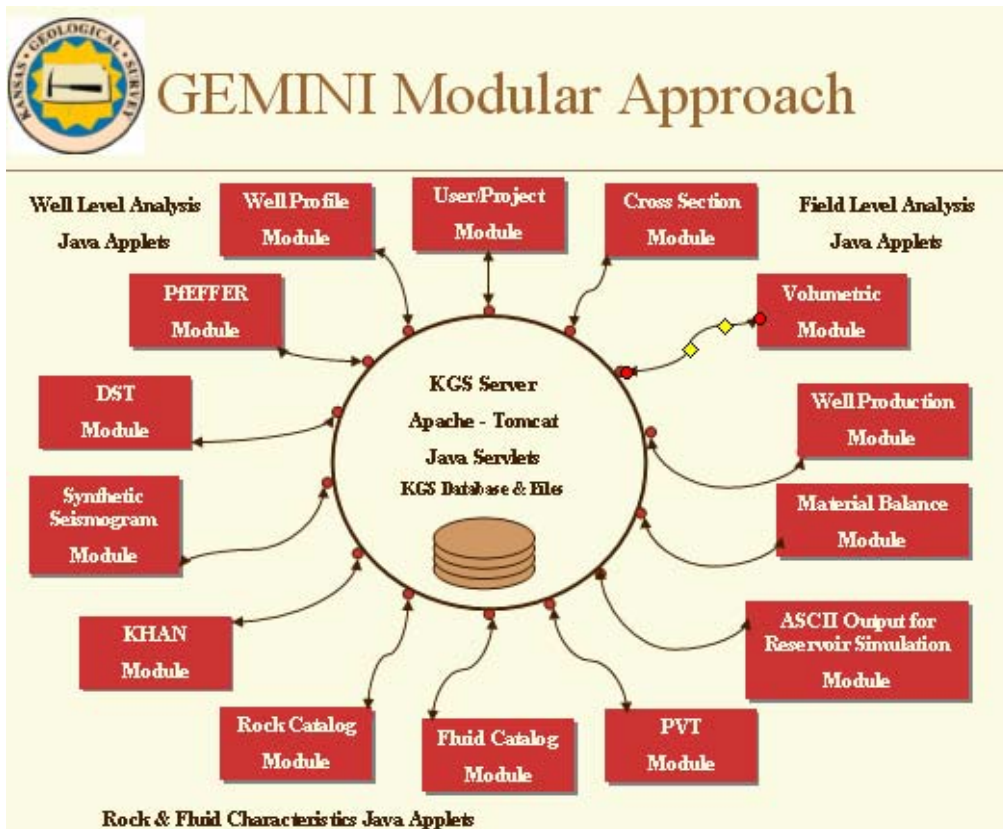 KANSAS • GEOLOGICAL • SURVEY
GEMINI Modular Approach
Well Level Analysis
Java Applets
Well Profile
Module
User/Project
Module
Cross Section
Module
Field Level Analysis
Java Applets
PfEFFER
Module
Volumetric
Module
DST
Module
KGS Server
Apache - Tomcat
Java Servlets
KGS Database & Files
Well Production
Module
Synthetic
Seismogram
Module
Material Balance
Module
KHAN
Module
ASCII Output for
Reservoir Simulation
Module
Rock Catalog
Module
Fluid Catalog
Module
PVT
Module
Rock & Fluid Characteristics Java Applets